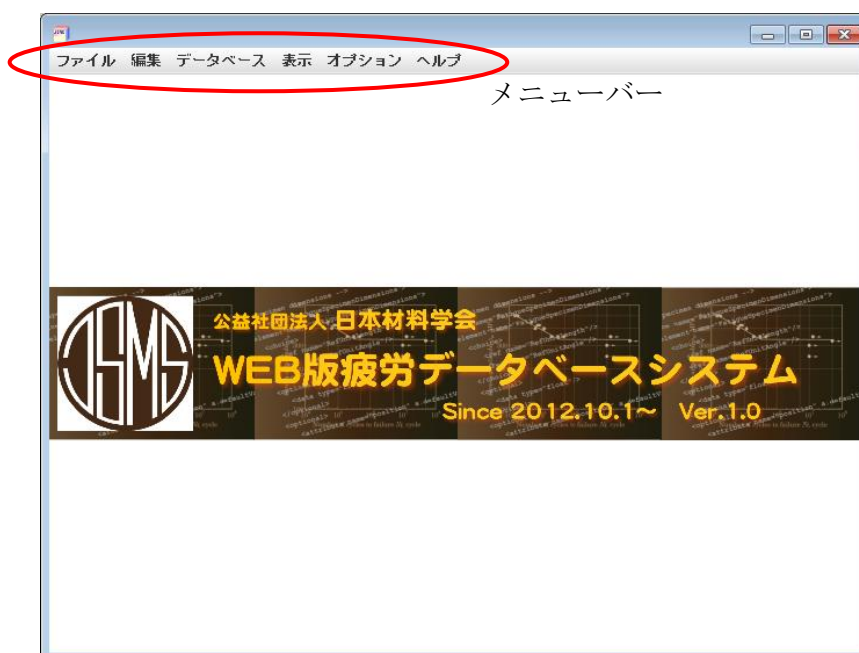 ファイル 編集 データベース 表示 オプション ヘルプ
メニューバー
JSMS
公益社団法人 日本材料学会
WEB版疲労データベースシステム
Since 2012.10.1～ Ver.1.0